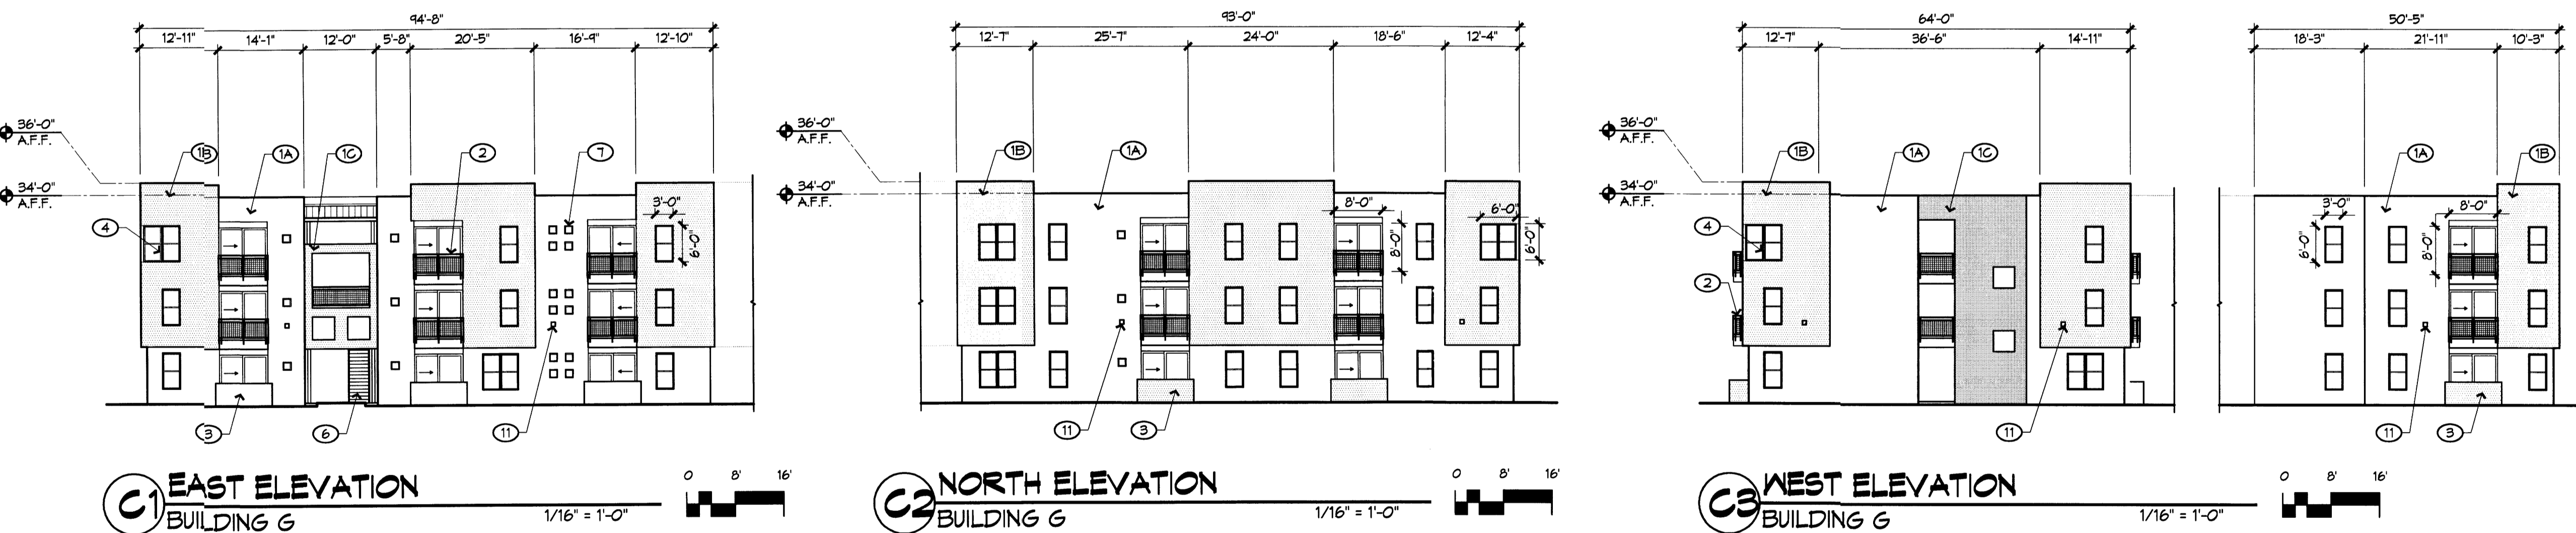 94'-8"
12'-11" 14'-1" 12'-0" 5'-8" 20'-5" 16'-9" 12'-10"
36'-0"
A.F.F.
1B 1A 1C 2 7
34'-0"
A.F.F.
3'-0"
4
6'-0"
3 6 11
C1 EAST ELEVATION
BUILDING G 1/16" = 1'-0"
0 8' 16'
93'-0"
12'-7" 25'-7" 24'-0" 18'-6" 12'-4"
36'-0"
A.F.F.
1B 1A
34'-0"
A.F.F.
8'-0" 6'-0"
8'-0" 6'-0"
11 3
C2 NORTH ELEVATION
BUILDING G 1/16" = 1'-0"
0 8' 16'
64'-0"
12'-7" 36'-6" 14'-11"
36'-0"
A.F.F.
1B 1A 1C
34'-0"
A.F.F.
4
2
11
50'-5"
18'-3" 21'-11" 10'-3"
1A 1B
3'-0" 8'-0"
6'-0" 8'-0"
11 3
C3 WEST ELEVATION
BUILDING G 1/16" = 1'-0"
0 8' 16'